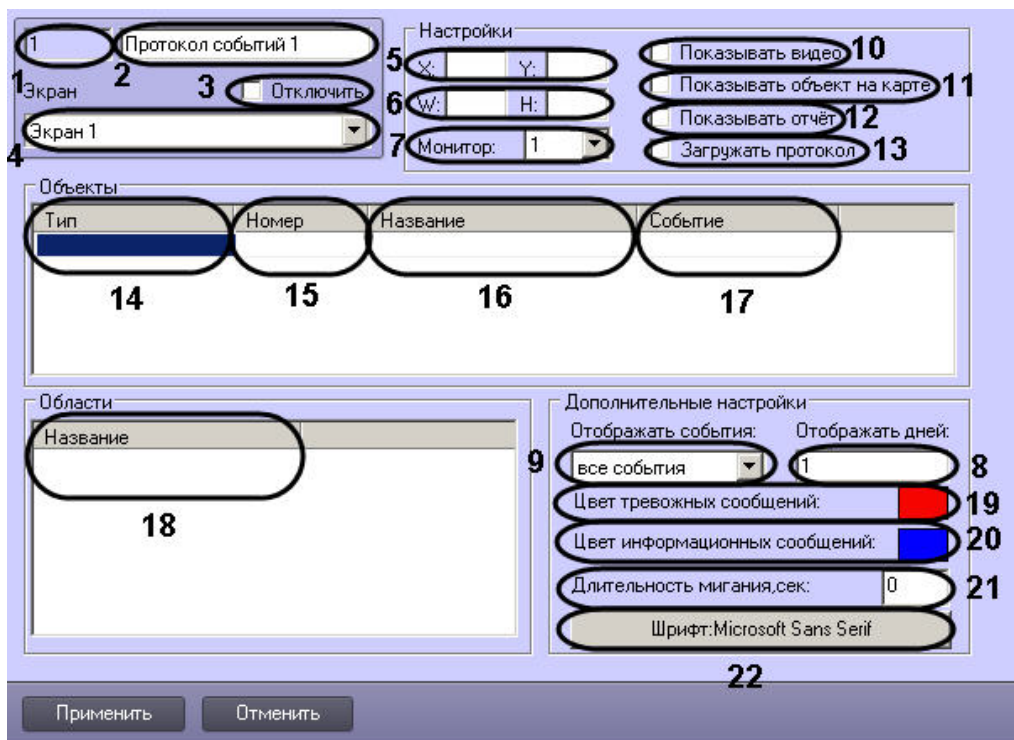 1 Протокол событий 1
1 2
Экран 3 Отключить
Экран 1
4
Настройки
5 X: Y:
6 W: H:
7 Монитор: 1
Показывать видео 10
Показывать объект на карте 11
Показывать отчёт 12
Загружать протокол 13
Объекты
Тип Номер Название Событие
14 15 16 17
Области
Название
18
Дополнительные настройки
Отображать события: Отображать дней:
9 все события 1 8
Цвет тревожных сообщений: 19
Цвет информационных сообщений: 20
Длительность мигания,сек: 0 21
Шрифт:Microsoft Sans Serif
22
Применить Отменить